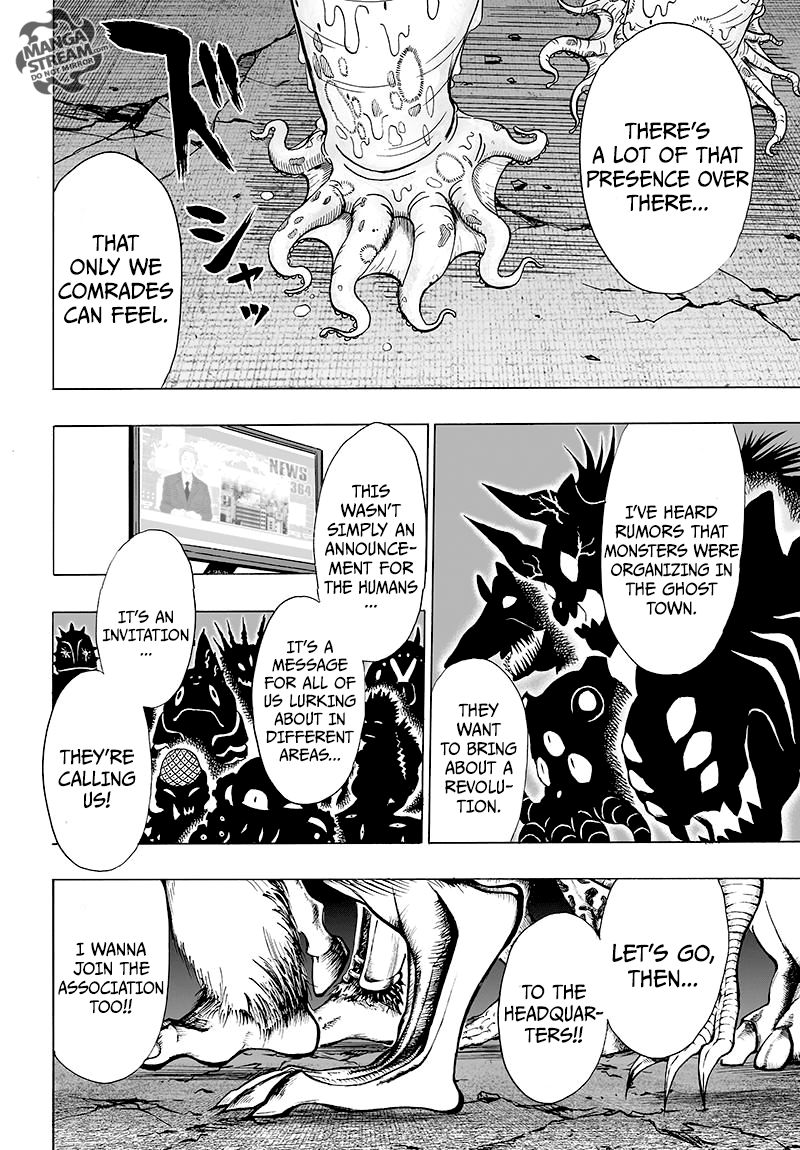 MANGA
STREAM.com
DO NOT MIRROR
THERE'S
A LOT OF THAT
PRESENCE OVER
THERE...
ズ
シャッ
THAT
ONLY WE
COMRADES
CAN FEEL.
I'VE HEARD
RUMORS THAT
MONSTERS WERE
ORGANIZING IN
THE GHOST
TOWN.
THEY
WANT
TO BRING
ABOUT A
REVOLU-
TION.
NEWS
364
THIS
WASN'T
SIMPLY AN
ANNOUNCE-
MENT FOR
THE HUMANS
...
IT'S A
MESSAGE
FOR ALL OF
US LURKING
ABOUT IN
DIFFERENT
AREAS...
IT'S AN
INVITATION
...
THEY'RE
CALLING
US!
LET'S GO,
THEN...
TO THE
HEADQUAR-
TERS!!
I WANNA
JOIN THE
ASSOCIATION
TOO!!